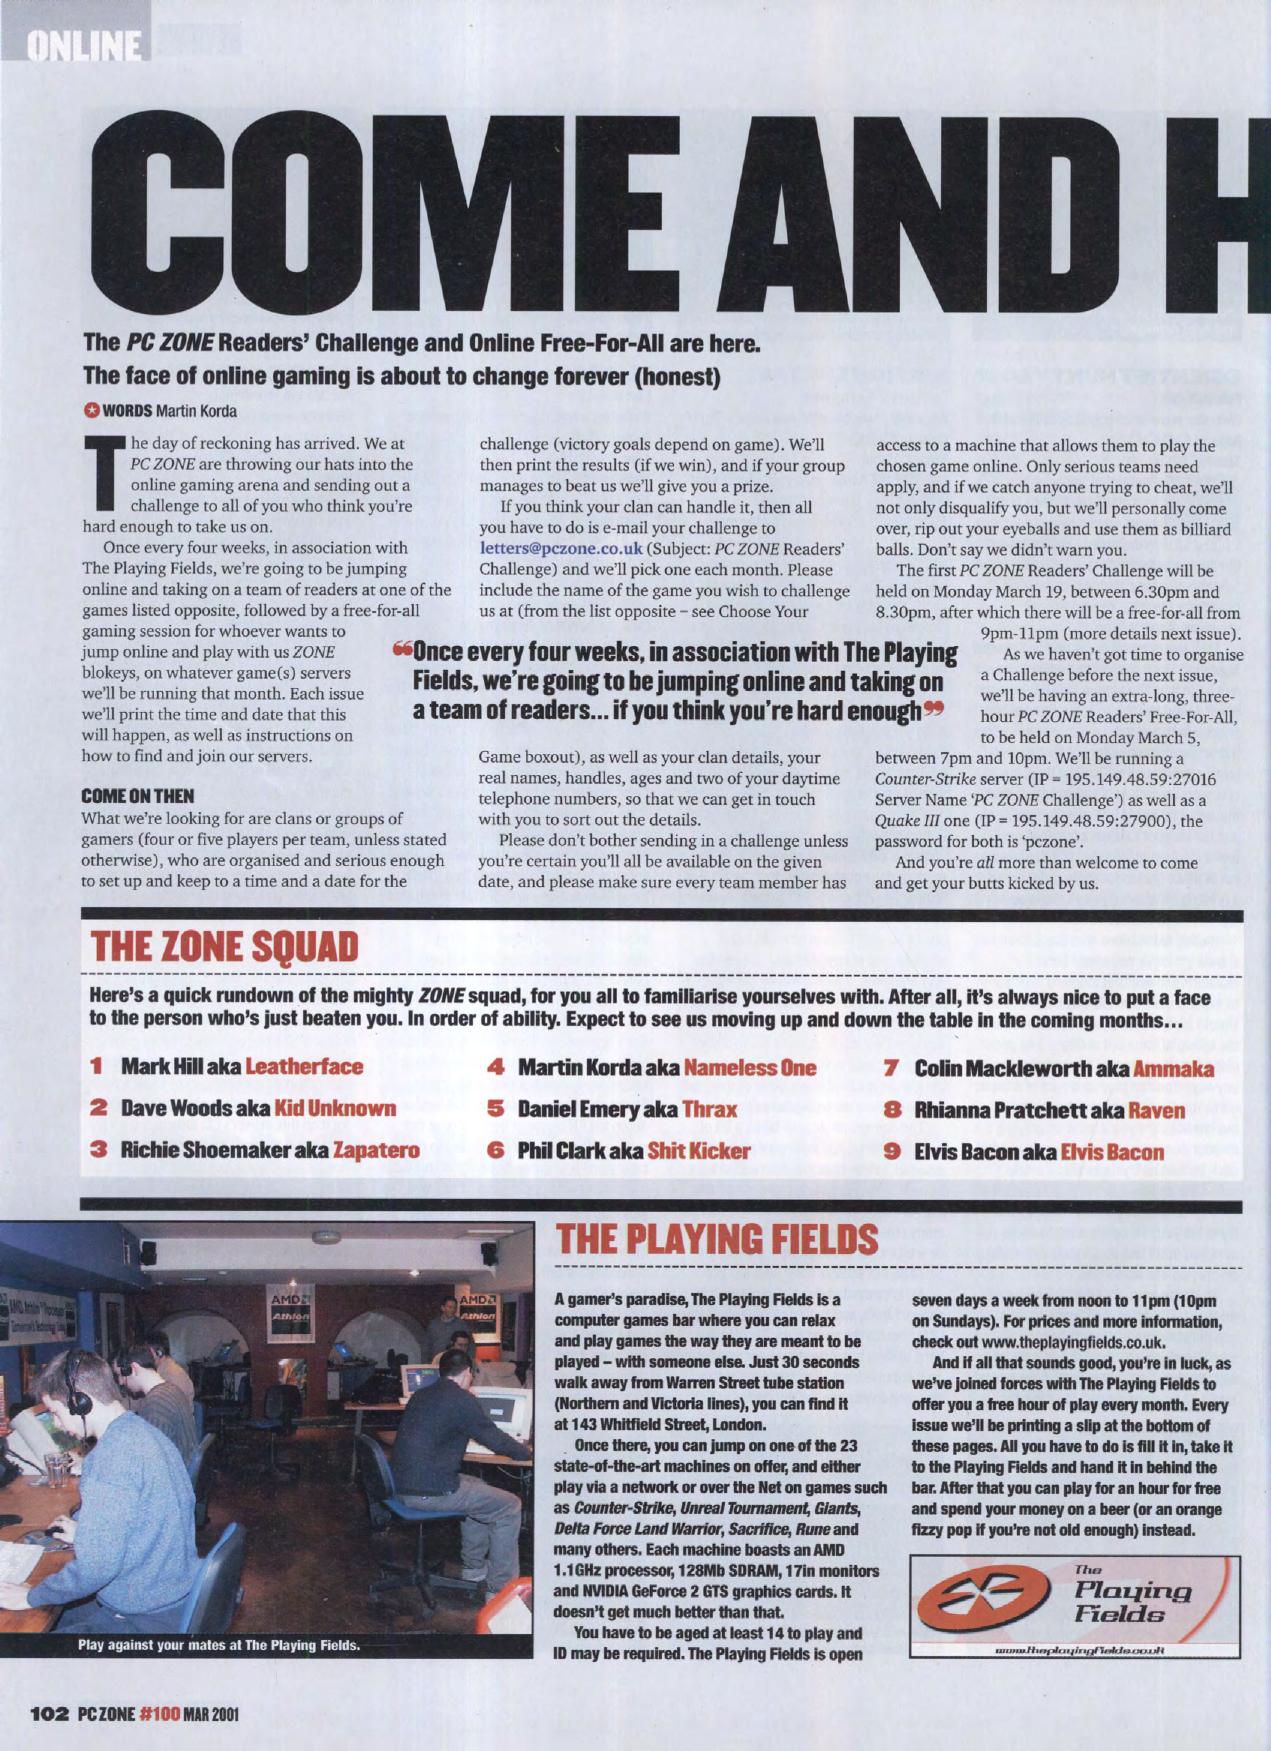 ONLINE
COME AND H
The PC ZONE Readers' Challenge and Online Free-For-All are here.
The face of online gaming is about to change forever (honest)
WORDS Martin Korda
The day of reckoning has arrived. We at
PC ZONE are throwing our hats into the
online gaming arena and sending out a
challenge to all of you who think you're
hard enough to take us on.
Once every four weeks, in association with
The Playing Fields, we're going to be jumping
online and taking on a team of readers at one of the
games listed opposite, followed by a free-for-all
gaming session for whoever wants to
jump online and play with us ZONE
blokeys, on whatever game(s) servers
we'll be running that month. Each issue
we'll print the time and date that this
will happen, as well as instructions on
how to find and join our servers.
COME ON THEN
What we're looking for are clans or groups of
gamers (four or five players per team, unless stated
otherwise), who are organised and serious enough
to set up and keep to a time and a date for the
challenge (victory goals depend on game). We'll
then print the results (if we win), and if your group
manages to beat us we'll give you a prize.
If you think your clan can handle it, then all
you have to do is e-mail your challenge to
letters@pczone.co.uk (Subject: PC ZONE Readers'
Challenge) and we'll pick one each month. Please
include the name of the game you wish to challenge
us at (from the list opposite – see Choose Your
“Once every four weeks, in association with The Playing
Fields, we're going to be jumping online and taking on
a team of readers... if you think you're hard enough”
Game boxout), as well as your clan details, your
real names, handles, ages and two of your daytime
telephone numbers, so that we can get in touch
with you to sort out the details.
Please don't bother sending in a challenge unless
you're certain you'll all be available on the given
date, and please make sure every team member has
access to a machine that allows them to play the
chosen game online. Only serious teams need
apply, and if we catch anyone trying to cheat, we'll
not only disqualify you, but we'll personally come
over, rip out your eyeballs and use them as billiard
balls. Don't say we didn't warn you.
The first PC ZONE Readers' Challenge will be
held on Monday March 19, between 6.30pm and
8.30pm, after which there will be a free-for-all from
9pm-11pm (more details next issue).
As we haven't got time to organise
a Challenge before the next issue,
we'll be having an extra-long, three-
hour PC ZONE Readers' Free-For-All,
to be held on Monday March 5,
between 7pm and 10pm. We'll be running a
Counter-Strike server (IP = 195.149.48.59:27016
Server Name 'PC ZONE Challenge') as well as a
Quake III one (IP = 195.149.48.59:27900), the
password for both is 'pczone'.
And you're all more than welcome to come
and get your butts kicked by us.
THE ZONE SQUAD
Here's a quick rundown of the mighty ZONE squad, for you all to familiarise yourselves with. After all, it's always nice to put a face
to the person who's just beaten you. In order of ability. Expect to see us moving up and down the table in the coming months...
1 Mark Hill aka Leatherface
2 Dave Woods aka Kid Unknown
3 Richie Shoemaker aka Zapatero
4 Martin Korda aka Nameless One
5 Daniel Emery aka Thrax
6 Phil Clark aka Shit Kicker
7 Colin Mackleworth aka Ammaka
8 Rhianna Pratchett aka Raven
9 Elvis Bacon aka Elvis Bacon
AMD
Athlon
AMD
Athlon
Play against your mates at The Playing Fields.
THE PLAYING FIELDS
A gamer's paradise, The Playing Fields is a
computer games bar where you can relax
and play games the way they are meant to be
played – with someone else. Just 30 seconds
walk away from Warren Street tube station
(Northern and Victoria lines), you can find it
at 143 Whitfield Street, London.
Once there, you can jump on one of the 23
state-of-the-art machines on offer, and either
play via a network or over the Net on games such
as Counter-Strike, Unreal Tournament, Giants,
Delta Force Land Warrior, Sacrifice, Rune and
many others. Each machine boasts an AMD
1.1GHz processor, 128Mb SDRAM, 17in monitors
and NVIDIA GeForce 2 GTS graphics cards. It
doesn't get much better than that.
You have to be aged at least 14 to play and
ID may be required. The Playing Fields is open
seven days a week from noon to 11pm (10pm
on Sundays). For prices and more information,
check out www.theplayingfields.co.uk.
And if all that sounds good, you're in luck, as
we've joined forces with The Playing Fields to
offer you a free hour of play every month. Every
issue we'll be printing a slip at the bottom of
these pages. All you have to do is fill it in, take it
to the Playing Fields and hand it in behind the
bar. After that you can play for an hour for free
and spend your money on a beer (or an orange
fizzy pop if you're not old enough) instead.
The
Playing
Fields
www.theplayingfields.co.uk
102 PCZONE #100 MAR 2001